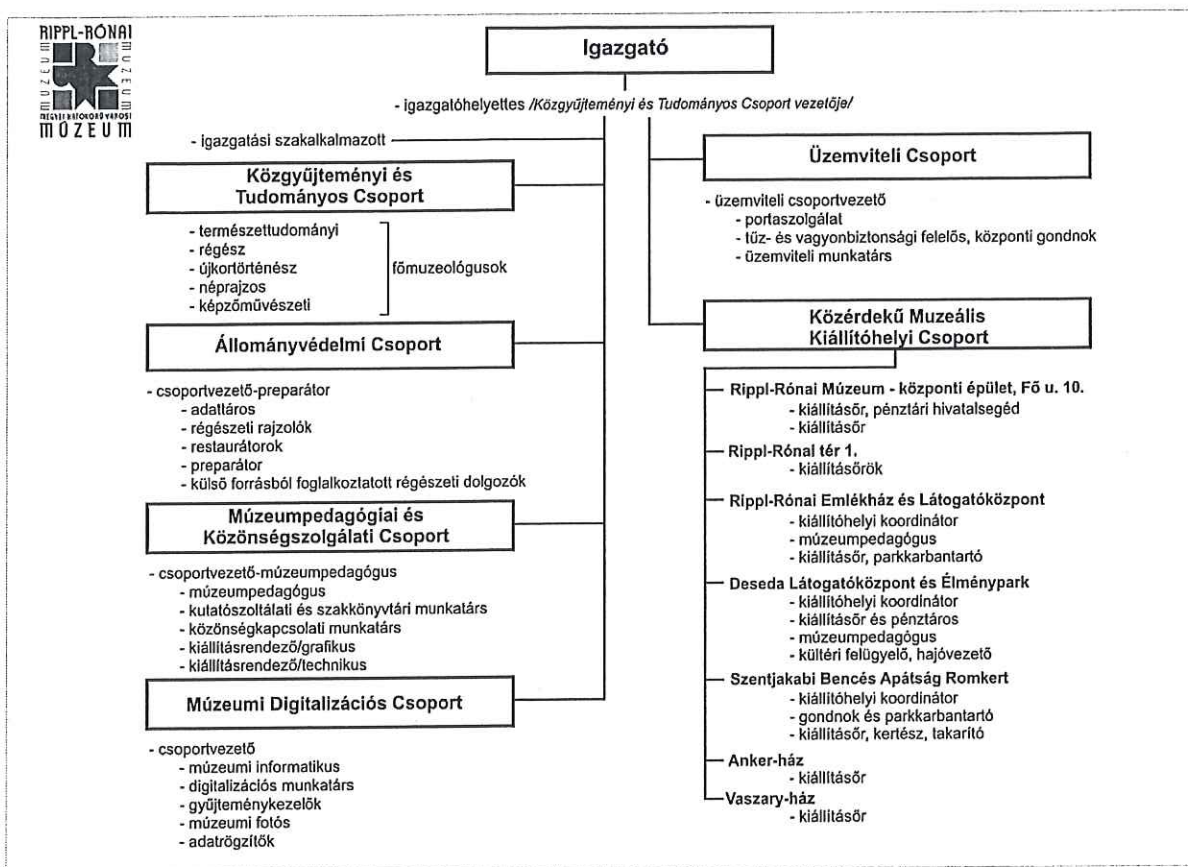 RIPPL-RÓNAI
MEGYEI HATÓKÖRŰ VÁROSI
MÚZEUM
Igazgató
- igazgatóhelyettes /Közgyűjteményi és Tudományos Csoport vezetője/
- igazgatási szakalkalmazott
Közgyűjteményi és
Tudományos Csoport
- természettudományi
- régész
- újkortörténész
- néprajzos
- képzőművészeti
főmuzeológusok
Állományvédelmi Csoport
- csoportvezető-preparátor
- adattáros
- régészeti rajzolók
- restaurátorok
- preparátor
- külső forrásból foglalkoztatott régészeti dolgozók
Múzeumpedagógiai és
Közönségszolgálati Csoport
- csoportvezető-múzeumpedagógus
- múzeumpedagógus
- kutatószoltálati és szakkönyvtári munkatárs
- közönségkapcsolati munkatárs
- kiállításrendező/grafikus
- kiállításrendező/technikus
Múzeumi Digitalizációs Csoport
- csoportvezető
- múzeumi informatikus
- digitalizációs munkatárs
- gyűjteménykezelők
- múzeumi fotós
- adatrögzítők
Üzemviteli Csoport
- üzemviteli csoportvezető
- portaszolgálat
- tűz- és vagyonbiztonsági felelős, központi gondnok
- üzemviteli munkatárs
Közérdekű Muzeális
Kiállítóhelyi Csoport
Rippl-Rónai Múzeum - központi épület, Fő u. 10.
- kiállításőr, pénztári hivatalsegéd
- kiállításőr
Rippl-Rónai tér 1.
- kiállításőrök
Rippl-Rónai Emlékház és Látogatóközpont
- kiállítóhelyi koordinátor
- múzeumpedagógus
- kiállításőr, parkkarbantartó
Deseda Látogatóközpont és Élménypark
- kiállítóhelyi koordinátor
- kiállításőr és pénztáros
- múzeumpedagógus
- kültéri felügyelő, hajóvezető
Szentjakabi Bencés Apátság Romkert
- kiállítóhelyi koordinátor
- gondnok és parkkarbantartó
- kiállításőr, kertész, takarító
Anker-ház
- kiállításőr
Vaszary-ház
- kiállításőr